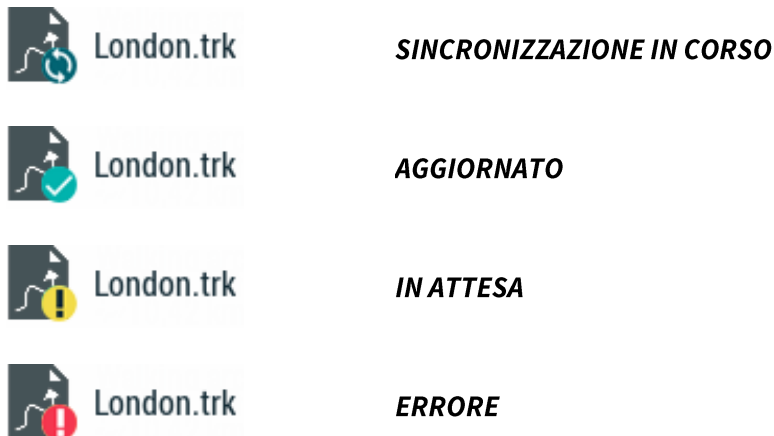 London.trk SINCRONIZZAZIONE IN CORSO
London.trk AGGIORNATO
London.trk IN ATTESA
London.trk ERRORE